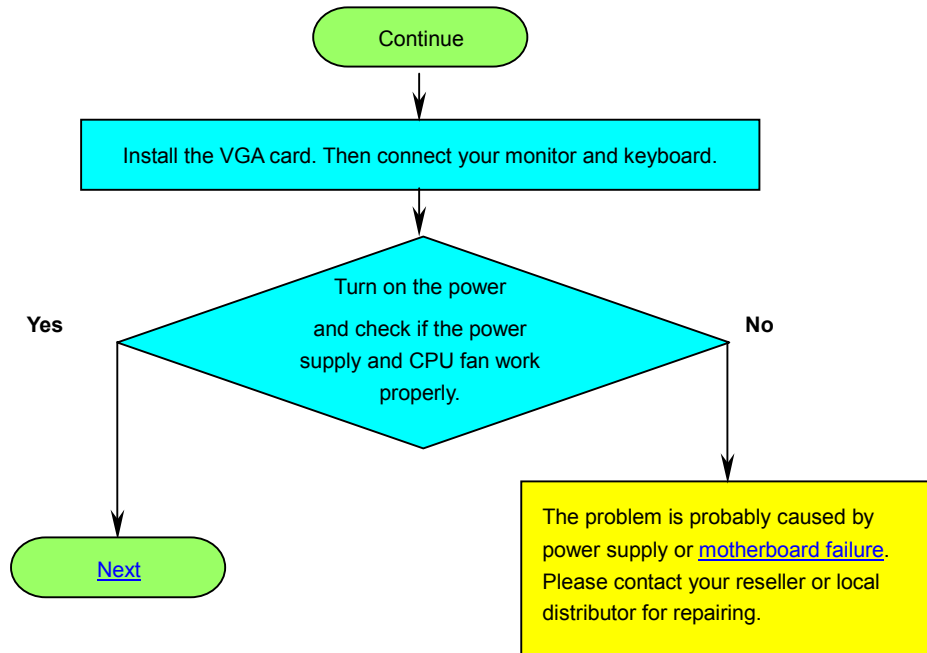 Continue
Install the VGA card. Then connect your monitor and keyboard.
Turn on the power
and check if the power
supply and CPU fan work
properly.
Yes
No
Next
The problem is probably caused by
power supply or motherboard failure.
Please contact your reseller or local
distributor for repairing.